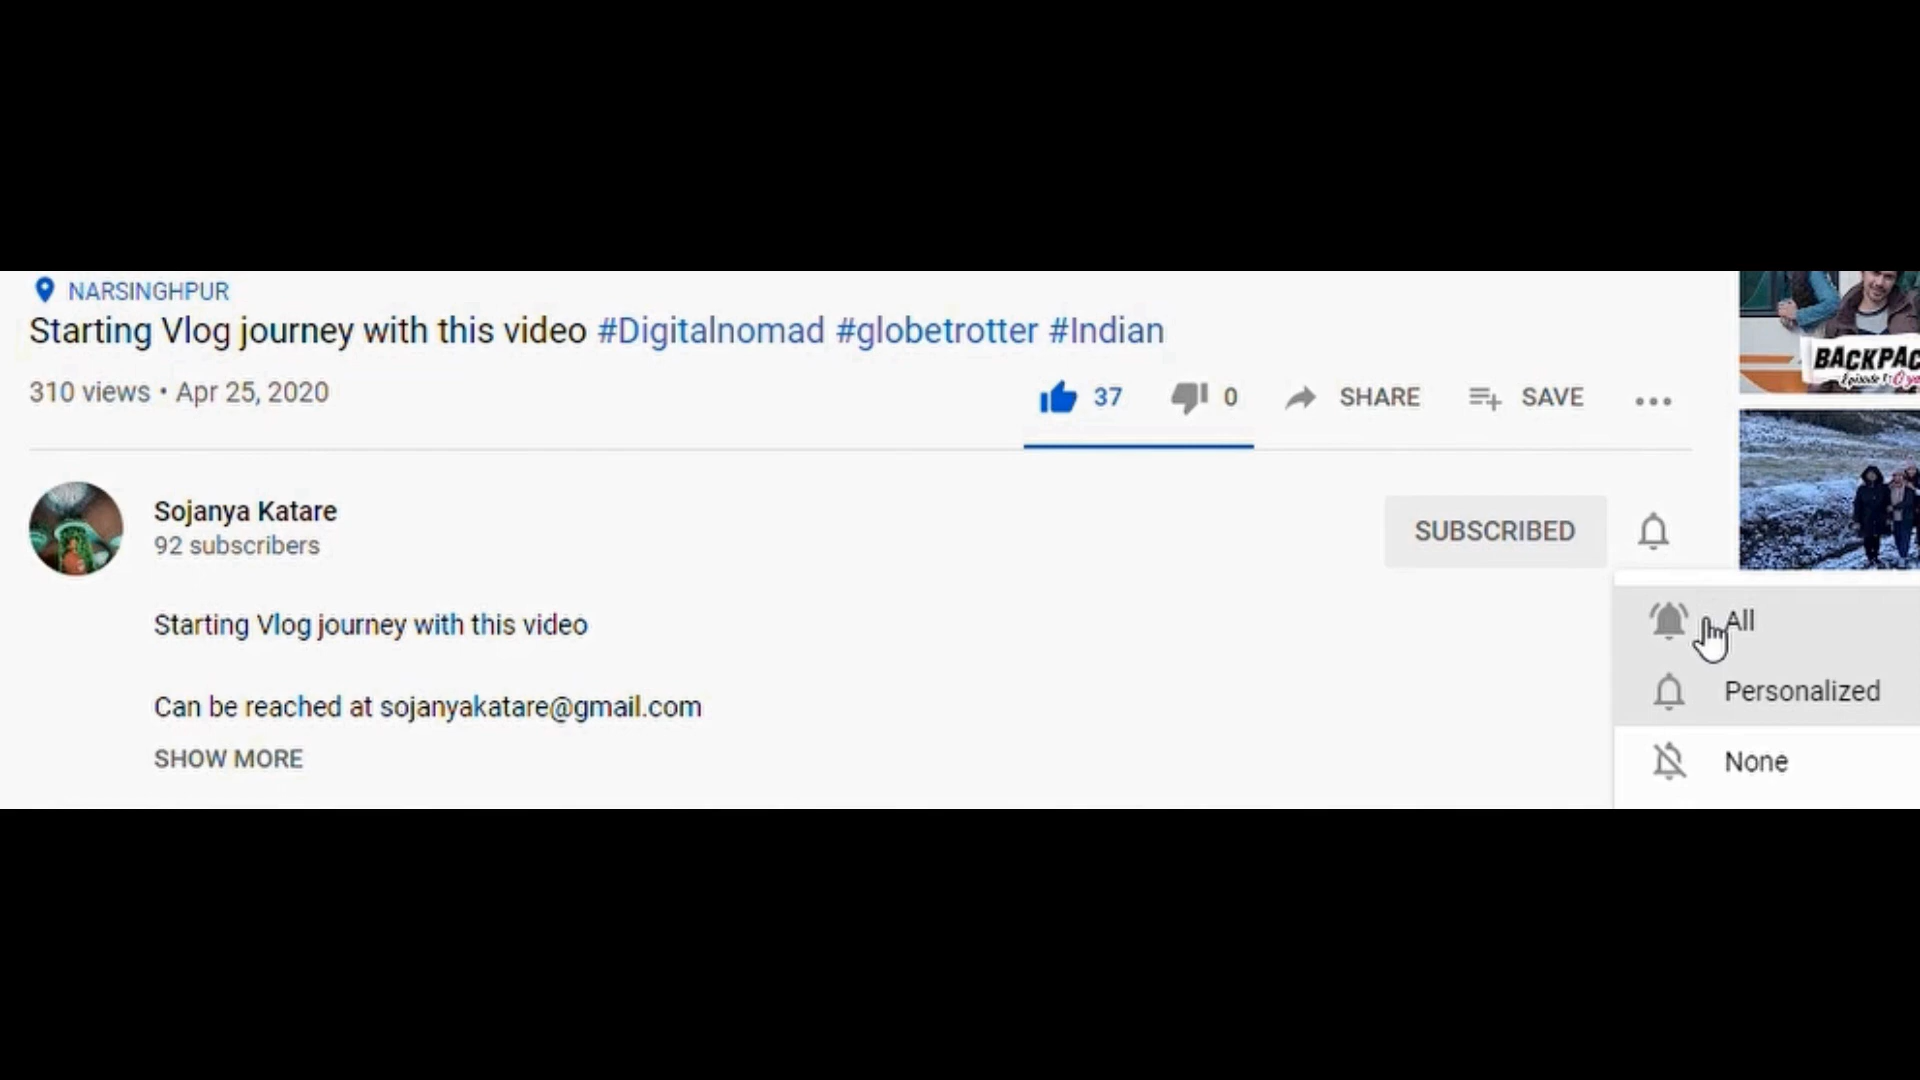 NARSINGHPUR
Starting Vlog journey with this video #Digitalnomad #globetrotter #Indian
310 views • Apr 25, 2020
37 0 SHARE SAVE
BACKPAC
Episode 1:
Sojanya Katare
92 subscribers
SUBSCRIBED
Starting Vlog journey with this video
Can be reached at sojanyakatare@gmail.com
SHOW MORE
All
Personalized
None